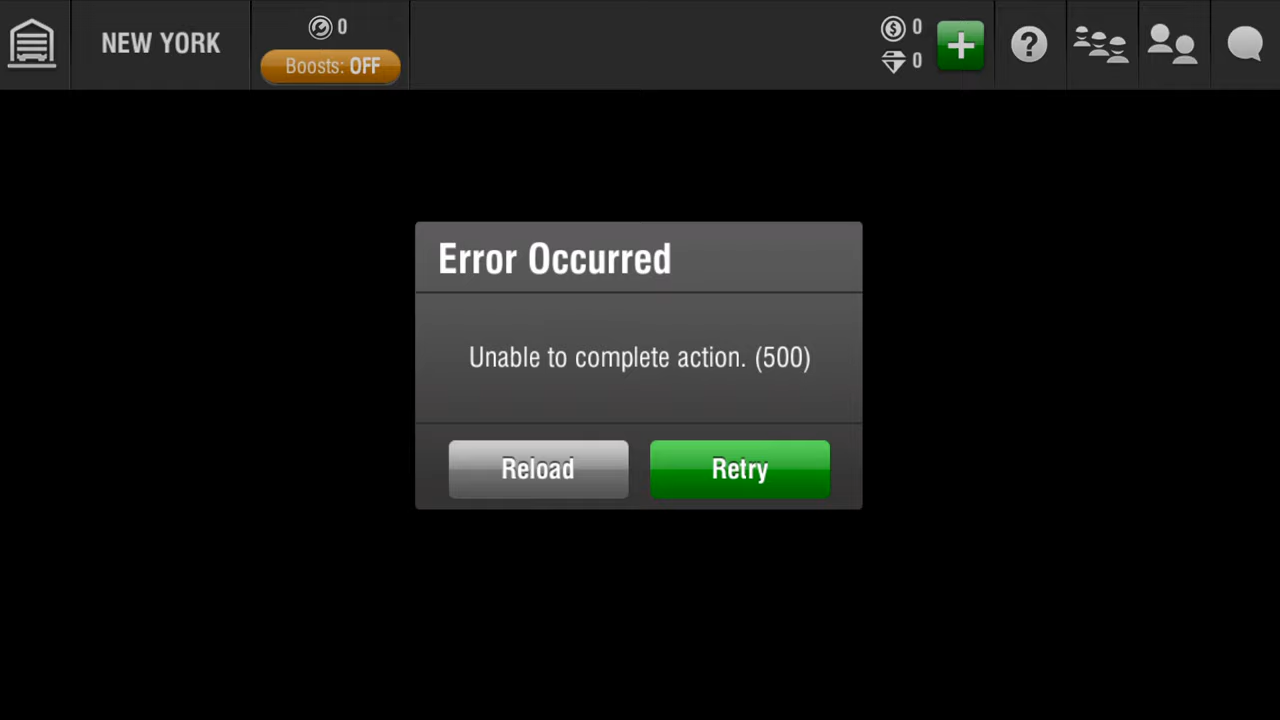 NEW YORK
0
Boosts: OFF
0
0
Error Occurred
Unable to complete action. (500)
Reload
Retry